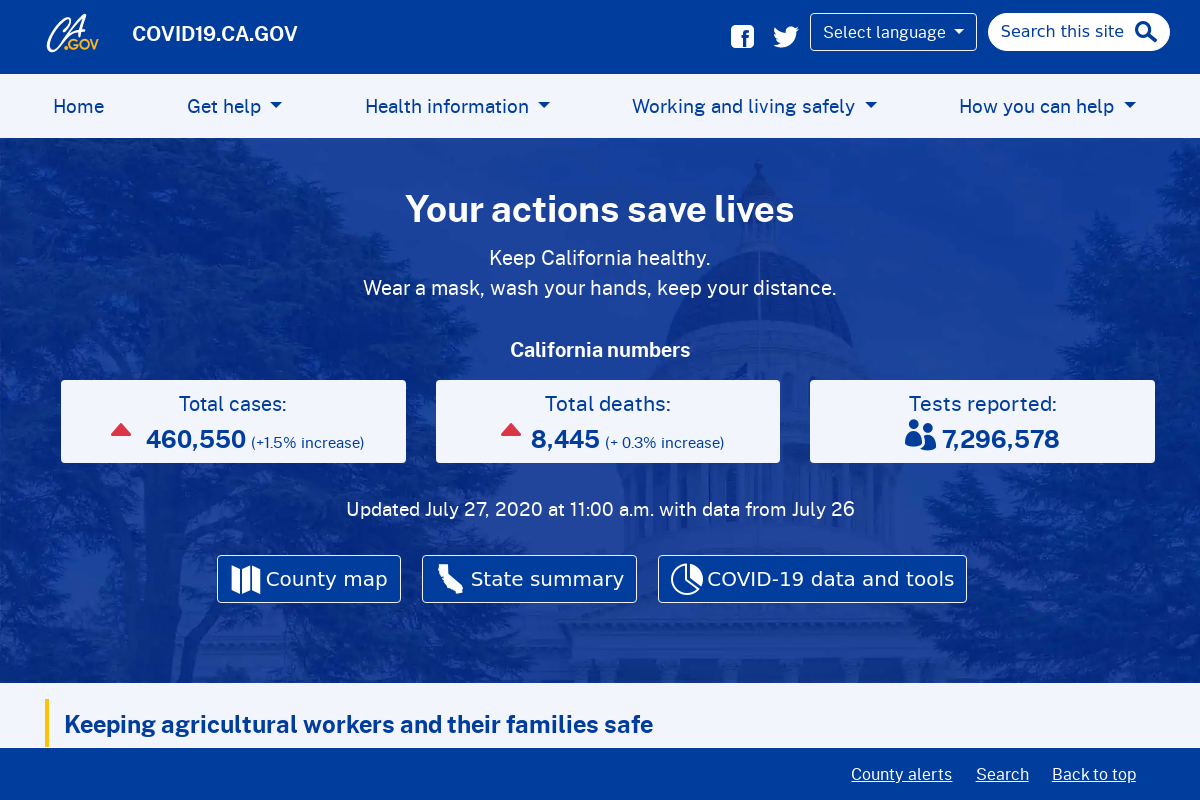 CA
.GOV
COVID19.CA.GOV
Select language
Search this site
Home
Get help
Health information
Working and living safely
How you can help
Your actions save lives
Keep California healthy.
Wear a mask, wash your hands, keep your distance.
California numbers
Total cases:
460,550 (+1.5% increase)
Total deaths:
8,445 (+ 0.3% increase)
Tests reported:
7,296,578
Updated July 27, 2020 at 11:00 a.m. with data from July 26
County map
State summary
COVID-19 data and tools
Keeping agricultural workers and their families safe
County alerts
Search
Back to top